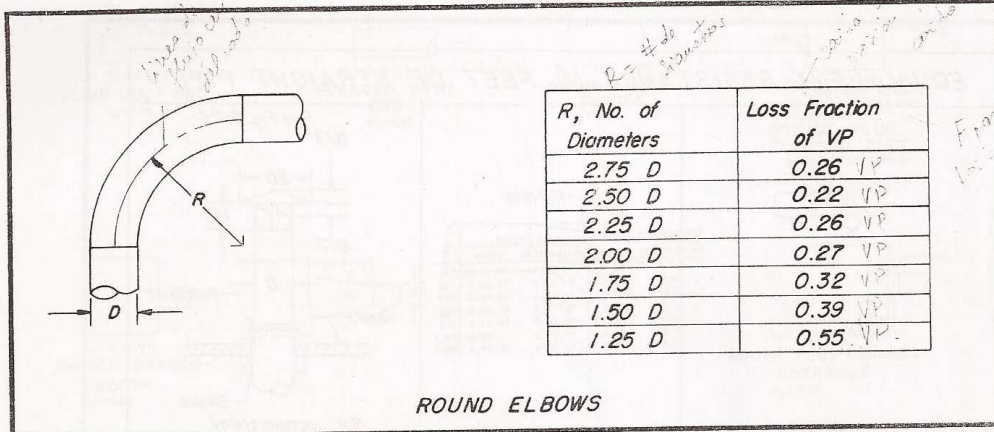 R= # de
diametros
R, No. of Diameters Loss Fraction of VP
2.75 D 0.26 VP
2.50 D 0.22 VP
2.25 D 0.26 VP
2.00 D 0.27 VP
1.75 D 0.32 VP
1.50 D 0.39 VP
1.25 D 0.55 VP
R
D
ROUND ELBOWS